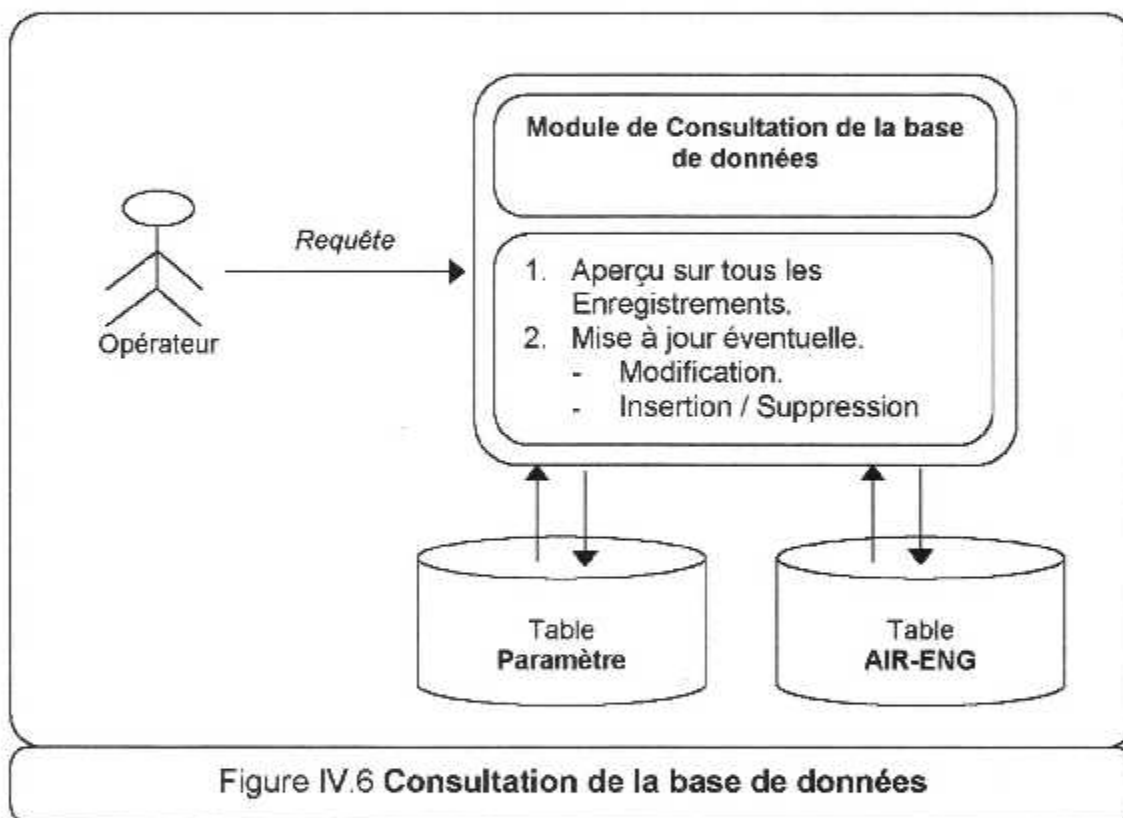 Module de Consultation de la base
de données
Requête
1. Aperçu sur tous les
Enregistrements.
2. Mise à jour éventuelle.
- Modification.
- Insertion / Suppression
Opérateur
Table
Paramètre
Table
AIR-ENG
Figure IV.6 Consultation de la base de données